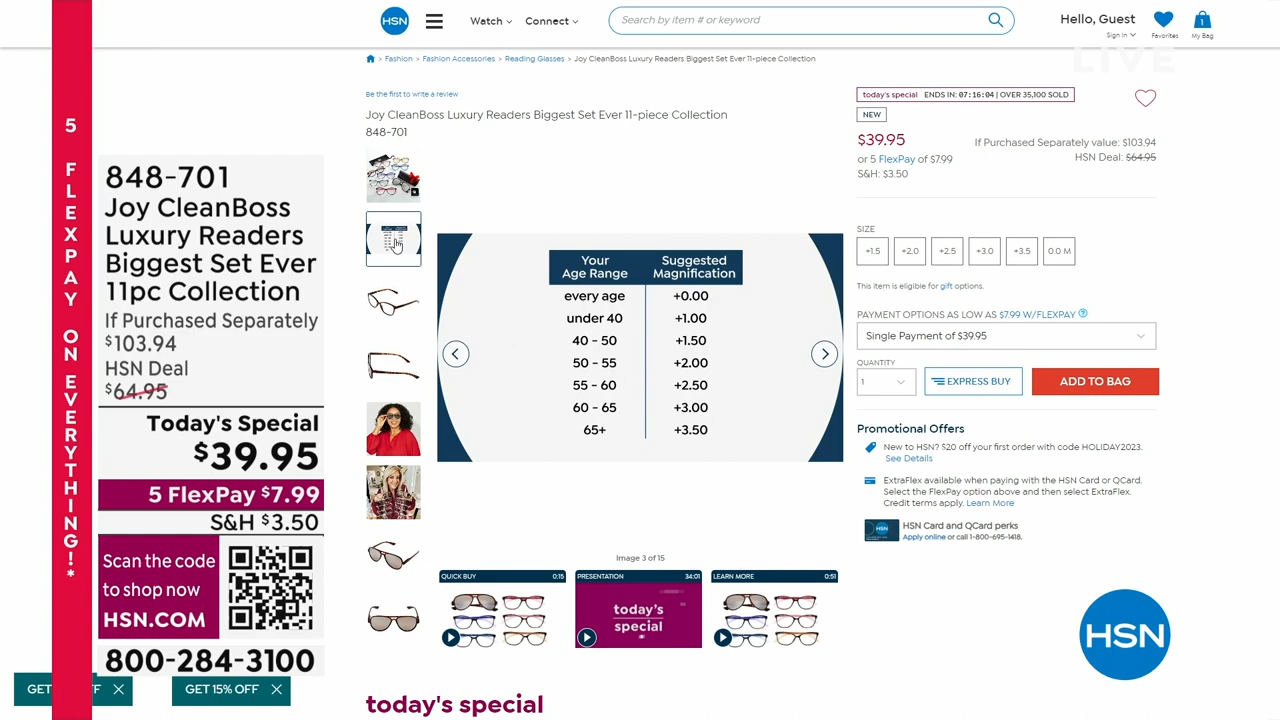 5 FLEXPAY ON EVERYTHING!*
848-701
Joy CleanBoss
Luxury Readers
Biggest Set Ever
11pc Collection
If Purchased Separately
$103.94
HSN Deal
$64.95
Today's Special
$39.95
5 FlexPay $7.99
S&H $3.50
Scan the code
to shop now
HSN.COM
800-284-3100
GET FF
GET 15% OFF
HSN
Watch
Connect
Search by item # or keyword
Hello, Guest
Sign In
Favorites
1
My Bag
LIVE
> Fashion > Fashion Accessories > Reading Glasses > Joy CleanBoss Luxury Readers Biggest Set Ever 11-piece Collection
Be the first to write a review
Joy CleanBoss Luxury Readers Biggest Set Ever 11-piece Collection
848-701
Your Age Range Suggested Magnification
every age +0.00
under 40 +1.00
40 - 50 +1.50
50 - 55 +2.00
55 - 60 +2.50
60 - 65 +3.00
65+ +3.50
Image 3 of 15
QUICK BUY 0:15
PRESENTATION 34:01
today's
special
LEARN MORE 0:51
today's special
today's special ENDS IN: 07:16:04 | OVER 35,100 SOLD
NEW
$39.95
or 5 FlexPay of $7.99
S&H: $3.50
If Purchased Separately value: $103.94
HSN Deal: $64.95
SIZE
+1.5 +2.0 +2.5 +3.0 +3.5 0.0 M
This item is eligible for gift options.
PAYMENT OPTIONS AS LOW AS $7.99 W/FLEXPAY
Single Payment of $39.95
QUANTITY
1
EXPRESS BUY
ADD TO BAG
Promotional Offers
New to HSN? $20 off your first order with code HOLIDAY2023.
See Details
ExtraFlex available when paying with the HSN Card or QCard.
Select the FlexPay option above and then select ExtraFlex.
Credit terms apply. Learn More
HSN
HSN Card and QCard perks
Apply online or call 1-800-695-1418.
HSN